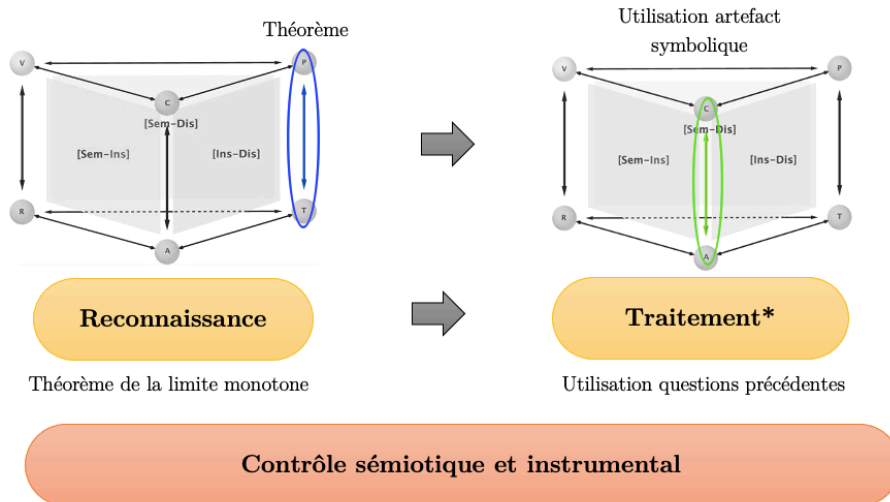 Théorème
V
P
C
[Sem-Dis]
[Sem-Ins]
[Ins-Dis]
R
T
A
Utilisation artefact
symbolique
V
P
C
[Sem-Dis]
[Sem-Ins]
[Ins-Dis]
R
T
A
Reconnaissance
Traitement*
Théorème de la limite monotone
Utilisation questions précédentes
Contrôle sémiotique et instrumental